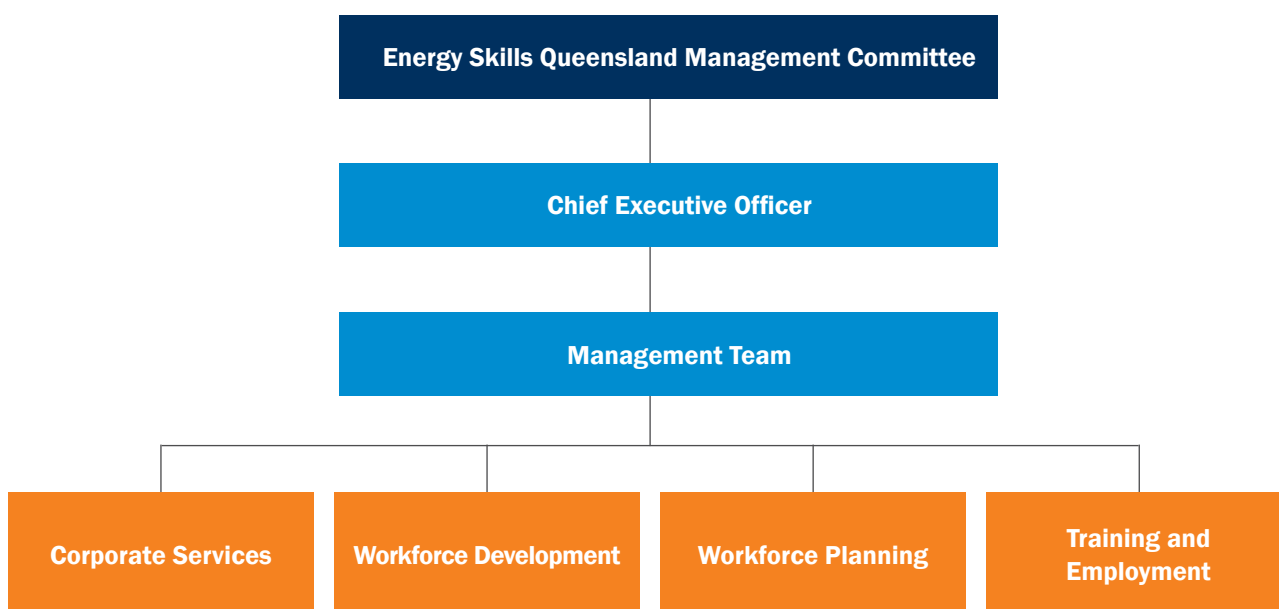 Energy Skills Queensland Management Committee
Chief Executive Officer
Management Team
Corporate Services
Workforce Development
Workforce Planning
Training and
Employment